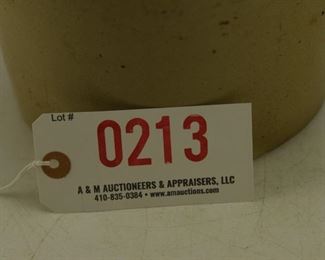 Lot #
0213
A & M AUCTIONEERS & APPRAISERS, LLC
410-835-0384 • www.amauctions.com